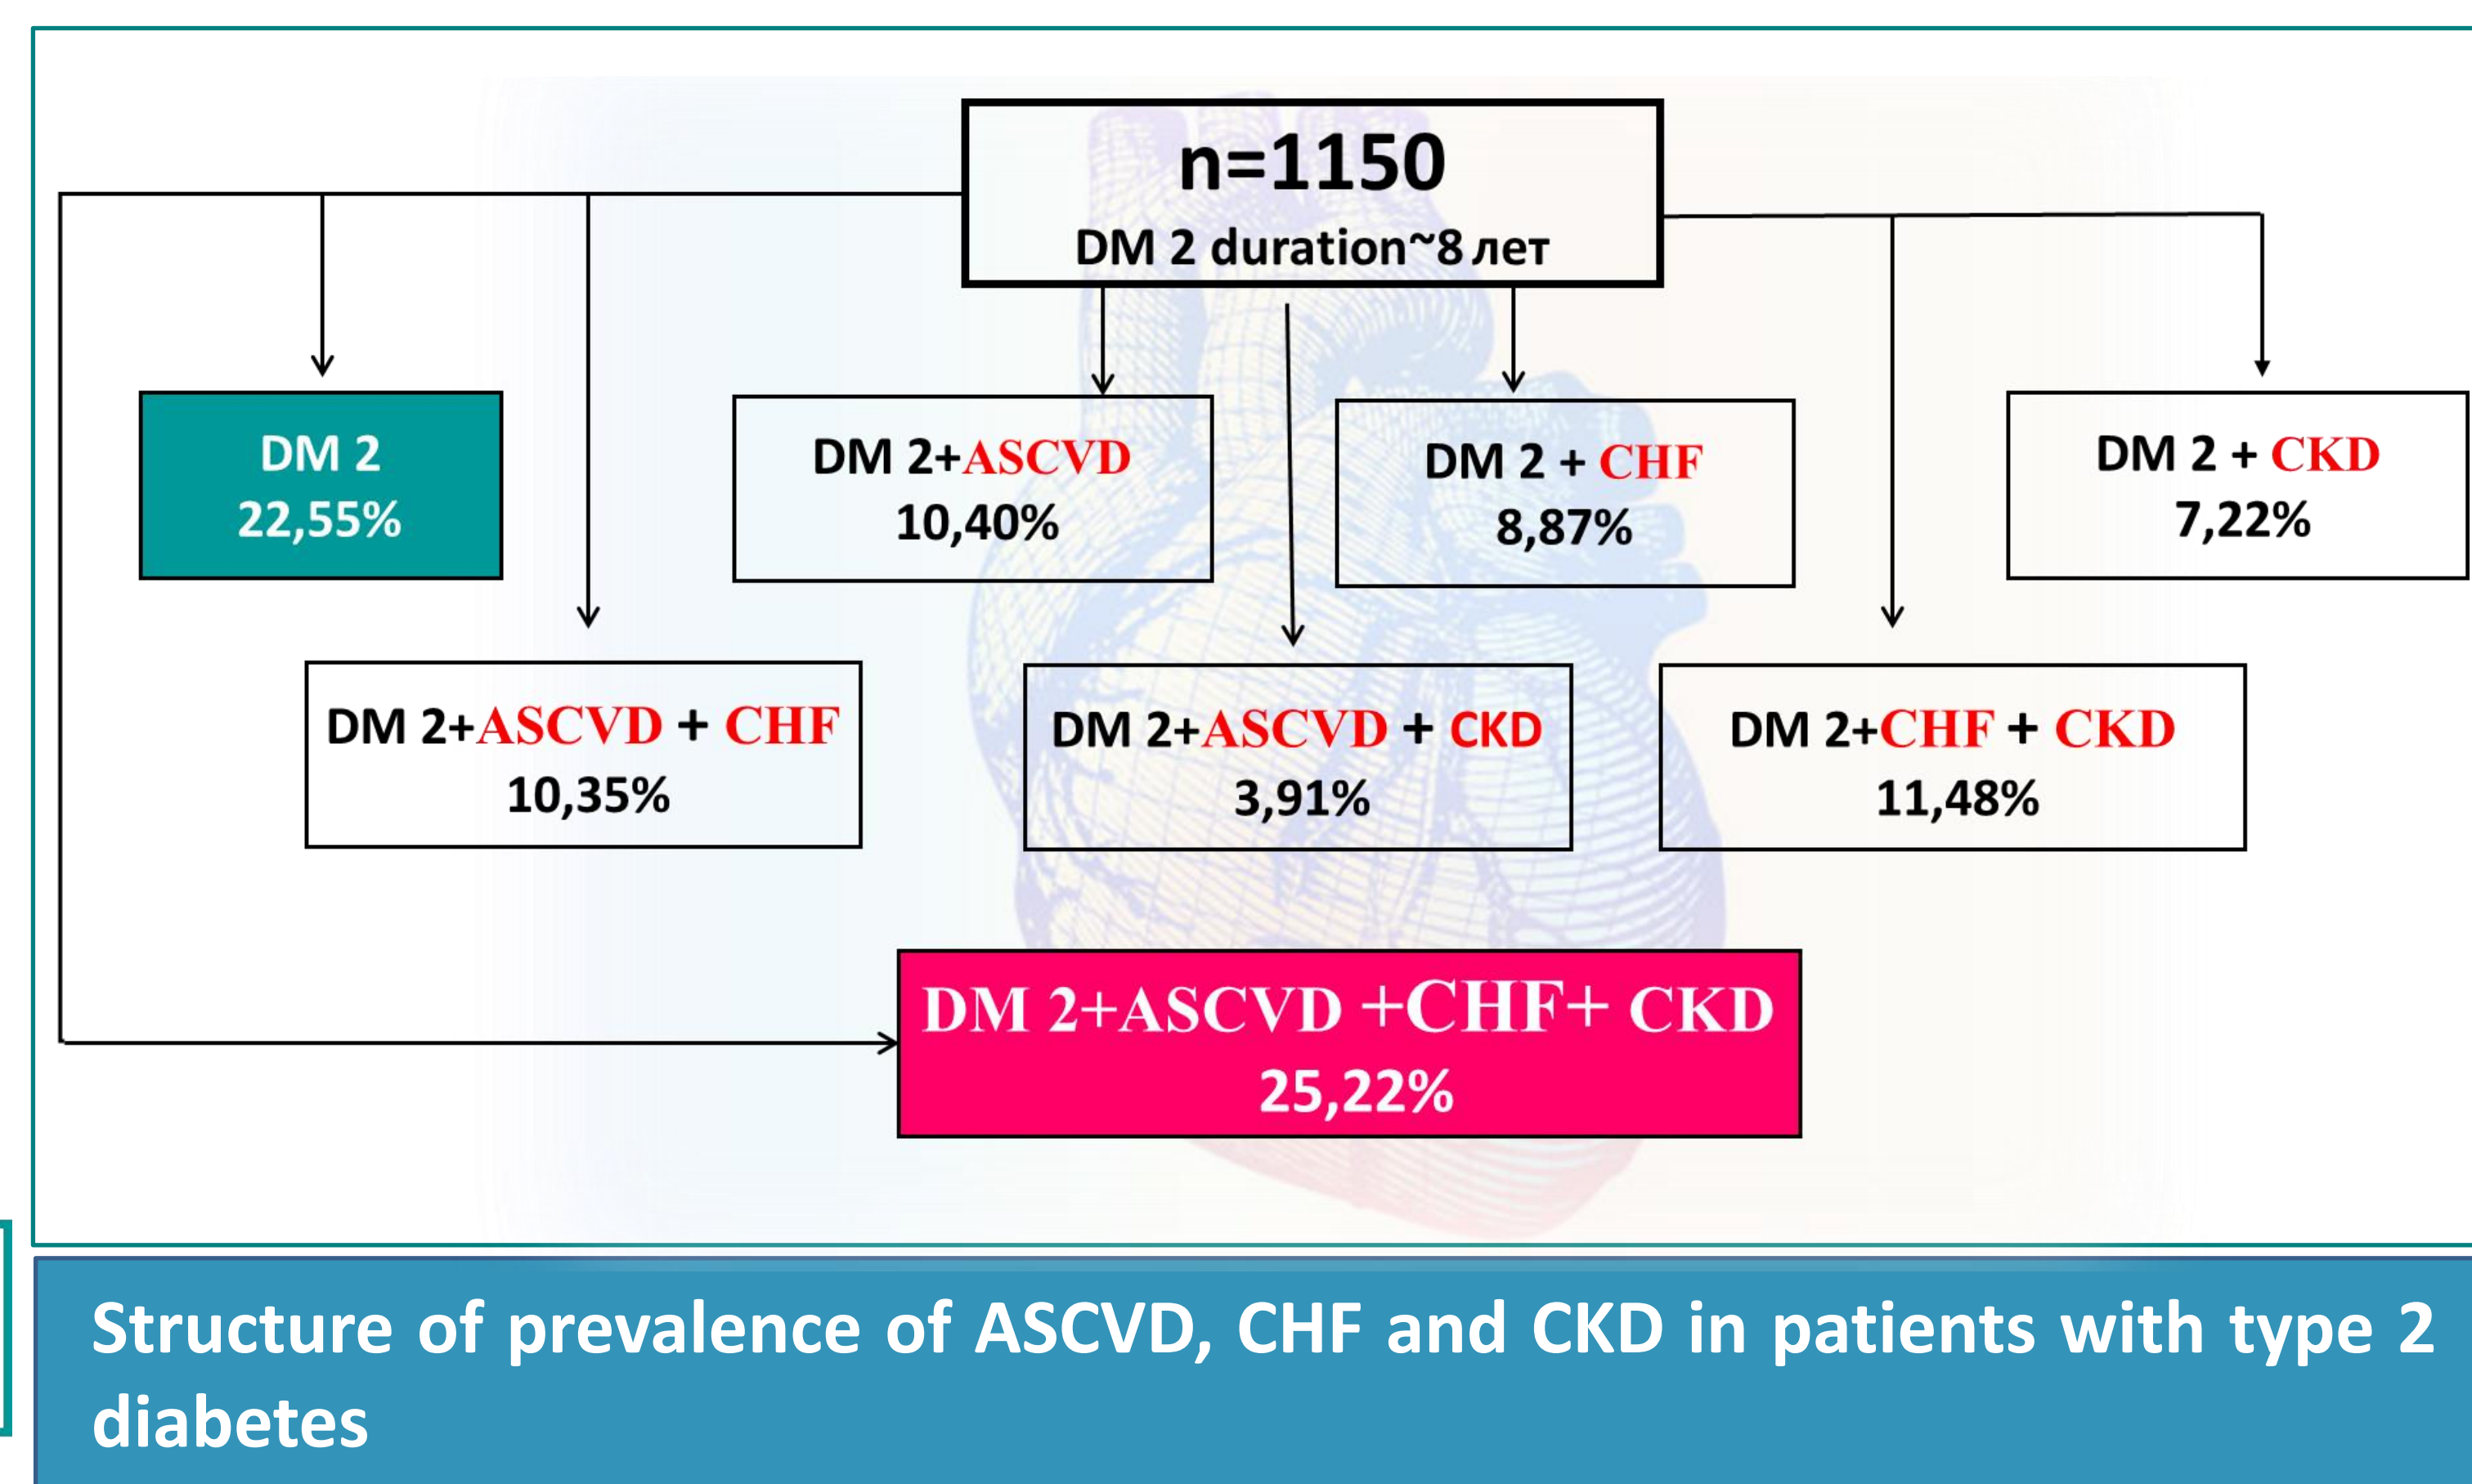 n=1150
DM 2 duration~8 лет
DM 2
22,55%
DM 2+ASCVD
10,40%
DM 2 + CHF
8,87%
DM 2 + CKD
7,22%
DM 2+ASCVD + CHF
10,35%
DM 2+ASCVD + CKD
3,91%
DM 2+CHF + CKD
11,48%
DM 2+ASCVD +CHF+ CKD
25,22%
Structure of prevalence of ASCVD, CHF and CKD in patients with type 2
diabetes